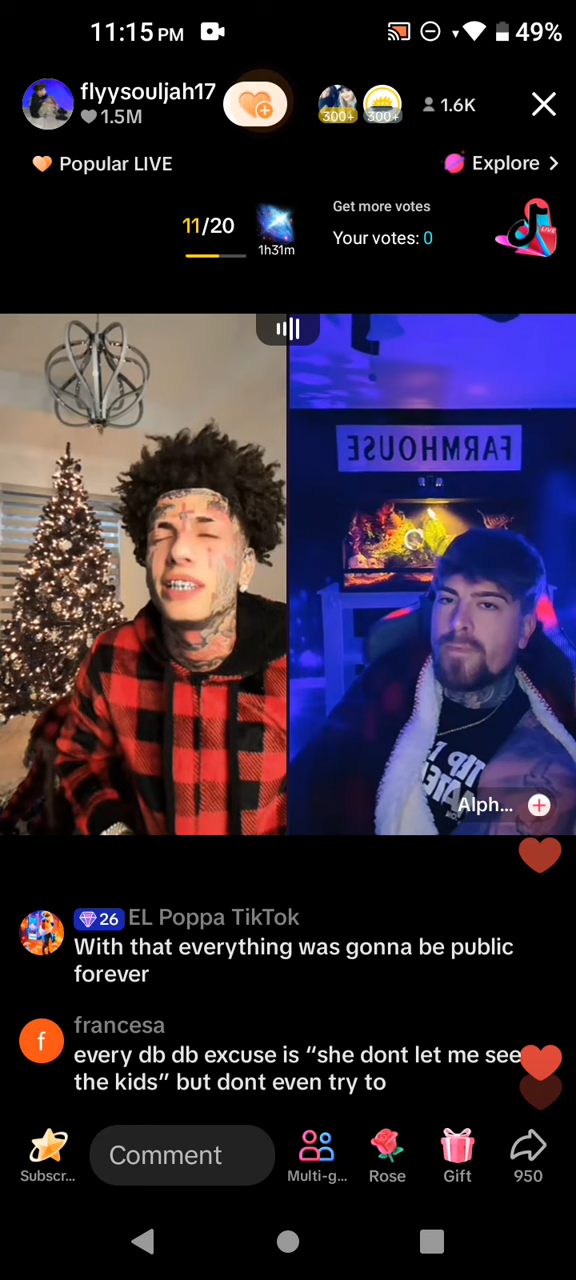 11:15 PM
49%
flyysouljah17
1.5M
300+
300+
1.6K
Popular LIVE
Explore >
11/20
1h31m
Get more votes
Your votes: 0
LIVE
FARMHOUSE
Alph...
26 EL Poppa TikTok
With that everything was gonna be public
forever
f
francesa
every db db excuse is “she dont let me see
the kids” but dont even try to
Comment
Subscr...
Multi-g...
Rose
Gift
950